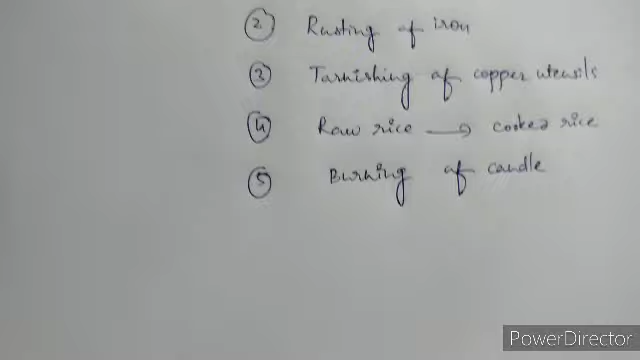 2 Rusting of iron
3 Tarnishing of copper utensils
4 Raw rice → cooked rice
5 Burning of candle
PowerDirector